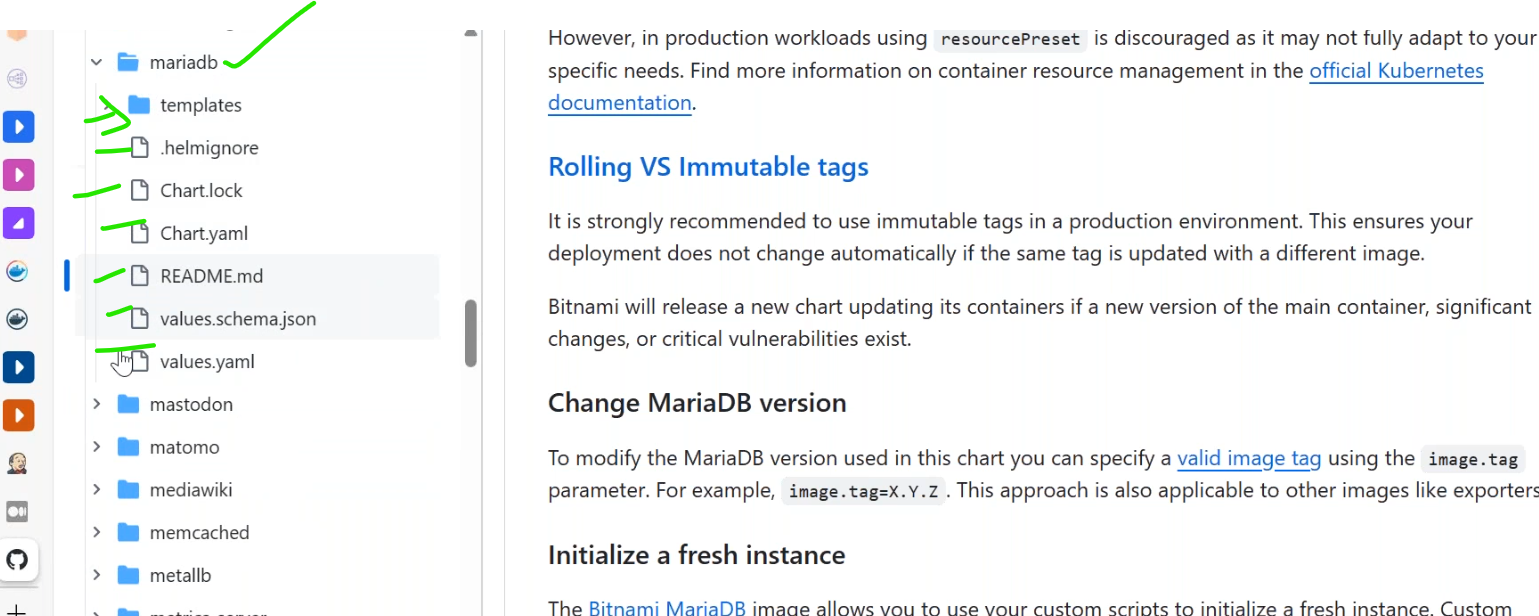 mariadb
templates
.helmignore
Chart.lock
Chart.yaml
README.md
values.schema.json
values.yaml
mastodon
matomo
mediawiki
memcached
metallb
metrics-server
However, in production workloads using resourcePreset is discouraged as it may not fully adapt to your
specific needs. Find more information on container resource management in the official Kubernetes
documentation.
Rolling VS Immutable tags
It is strongly recommended to use immutable tags in a production environment. This ensures your
deployment does not change automatically if the same tag is updated with a different image.
Bitnami will release a new chart updating its containers if a new version of the main container, significant
changes, or critical vulnerabilities exist.
Change MariaDB version
To modify the MariaDB version used in this chart you can specify a valid image tag using the image.tag
parameter. For example, image.tag=X.Y.Z. This approach is also applicable to other images like exporters
Initialize a fresh instance
The Bitnami MariaDB image allows you to use your custom scripts to initialize a fresh instance. Custom